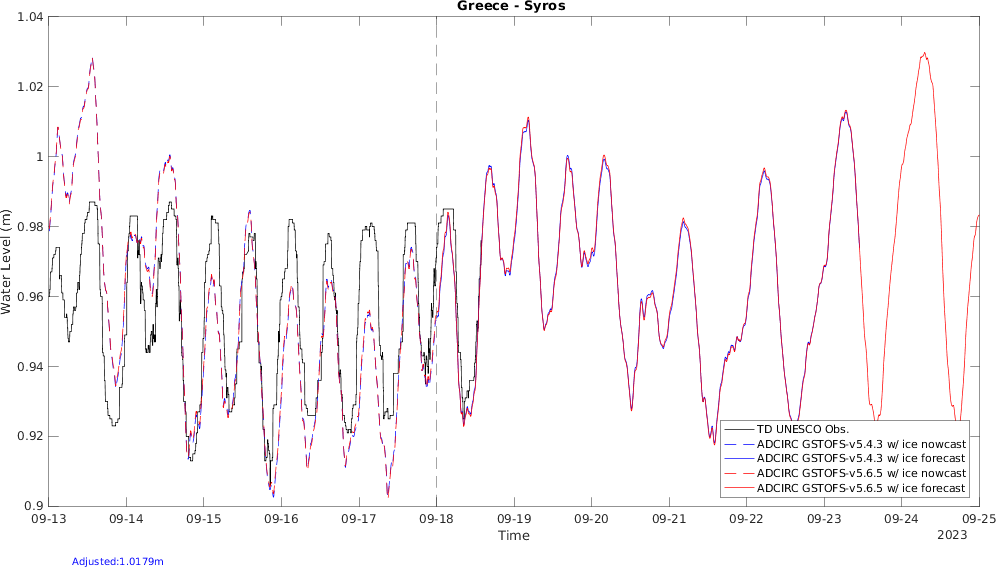 Greece - Syros
1.04
1.02
1
0.98
0.96
0.94
0.92
0.9
Water Level (m)
TD UNESCO Obs.
ADCIRC GSTOFS-v5.4.3 w/ ice nowcast
ADCIRC GSTOFS-v5.4.3 w/ ice forecast
ADCIRC GSTOFS-v5.6.5 w/ ice nowcast
ADCIRC GSTOFS-v5.6.5 w/ ice forecast
09-13 09-14 09-15 09-16 09-17 09-18 09-19 09-20 09-21 09-22 09-23 09-24 09-25
Time
2023
Adjusted:1.0179m